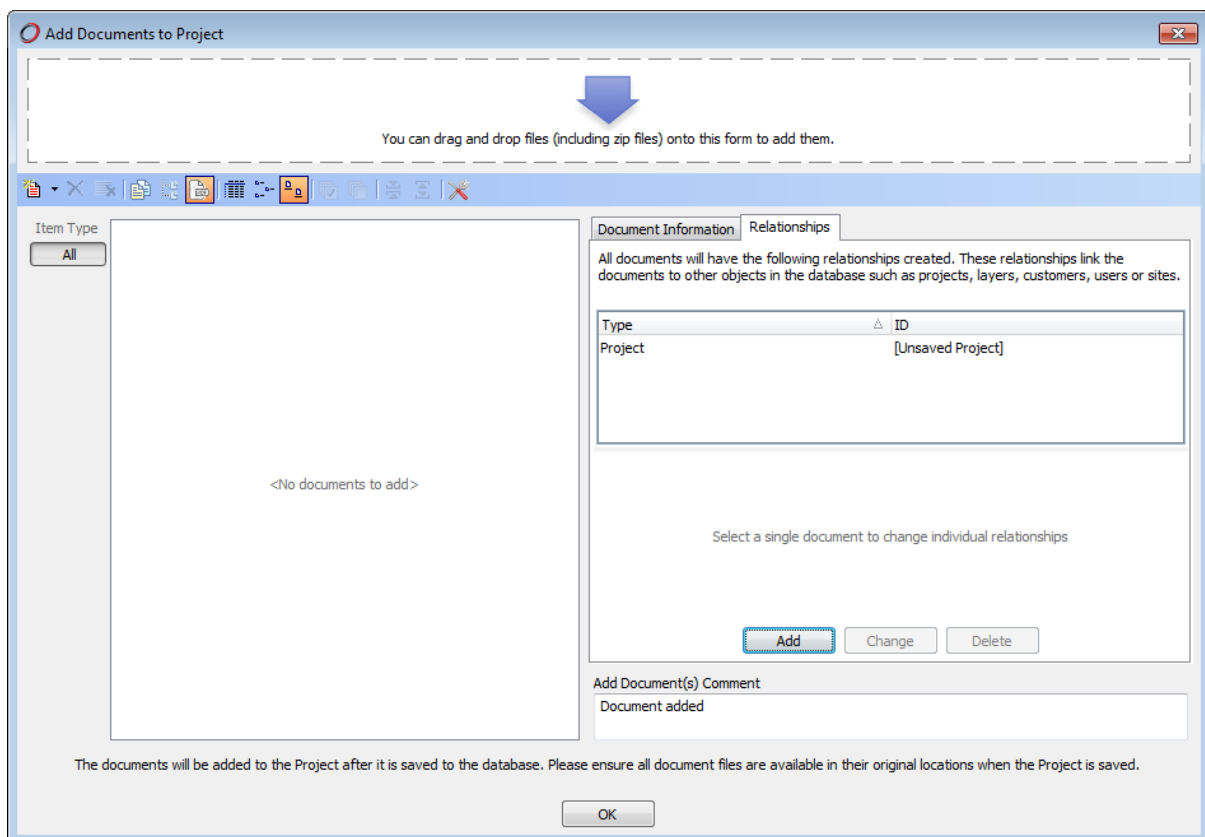 Add Documents to Project
You can drag and drop files (including zip files) onto this form to add them.
Item Type
All
<No documents to add>
Document Information
Relationships
All documents will have the following relationships created. These relationships link the
documents to other objects in the database such as projects, layers, customers, users or sites.
Type ID
Project [Unsaved Project]
Select a single document to change individual relationships
Add Change Delete
Add Document(s) Comment
Document added
The documents will be added to the Project after it is saved to the database. Please ensure all document files are available in their original locations when the Project is saved.
OK